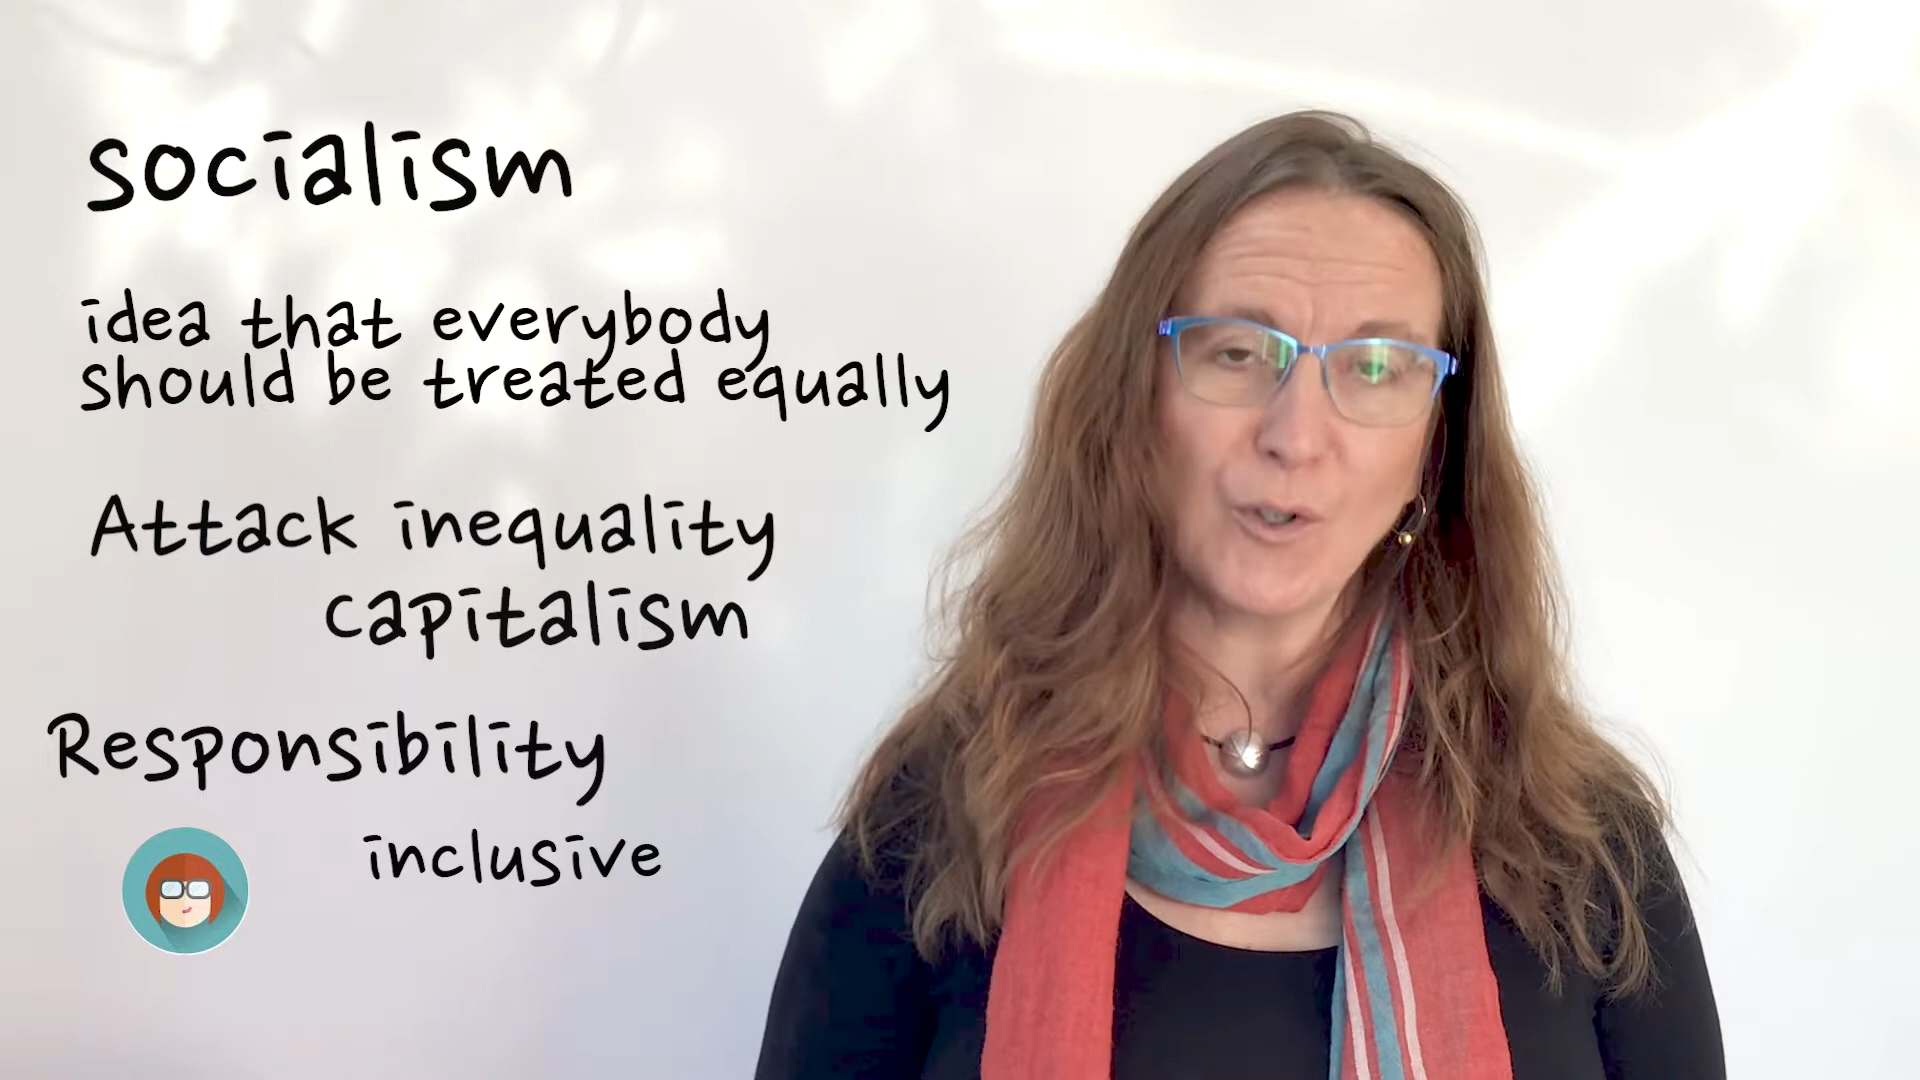 socialism
idea that everybody
should be treated equally
Attack inequality
capitalism
Responsibility
inclusive